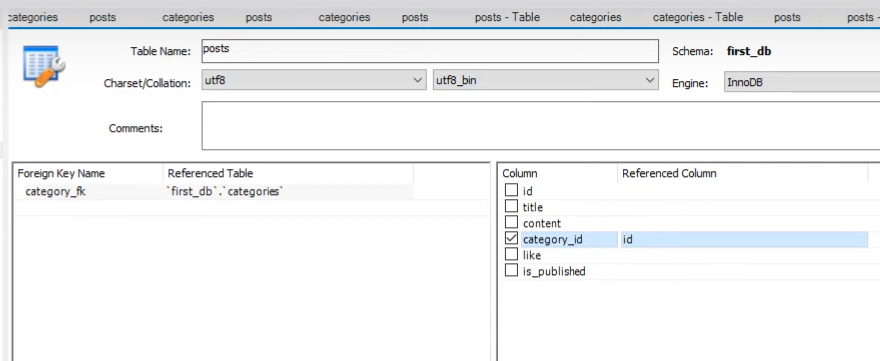 categories posts categories posts categories posts posts - Table categories categories - Table posts posts -
Table Name: posts Schema: first_db
Charset/Collation: utf8 utf8_bin Engine: InnoDB
Comments:
Foreign Key Name Referenced Table
category_fk `first_db`.`categories`
Column Referenced Column
id
title
content
category_id id
like
is_published